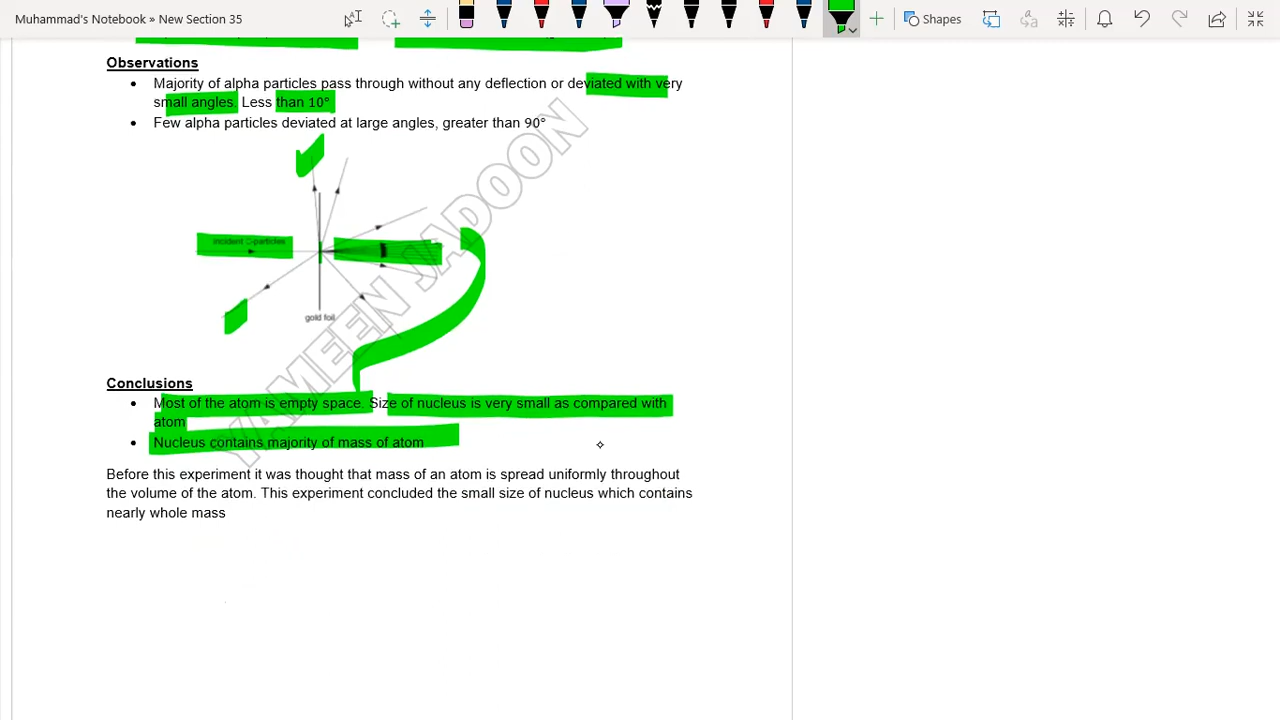 Muhammad's Notebook » New Section 35
Shapes
Observations
• Majority of alpha particles pass through without any deflection or deviated with very
small angles. Less than 10°
• Few alpha particles deviated at large angles, greater than 90°
incident α-particles
gold foil
YAMEEN JADOON
Conclusions
• Most of the atom is empty space. Size of nucleus is very small as compared with
atom
• Nucleus contains majority of mass of atom
Before this experiment it was thought that mass of an atom is spread uniformly throughout
the volume of the atom. This experiment concluded the small size of nucleus which contains
nearly whole mass